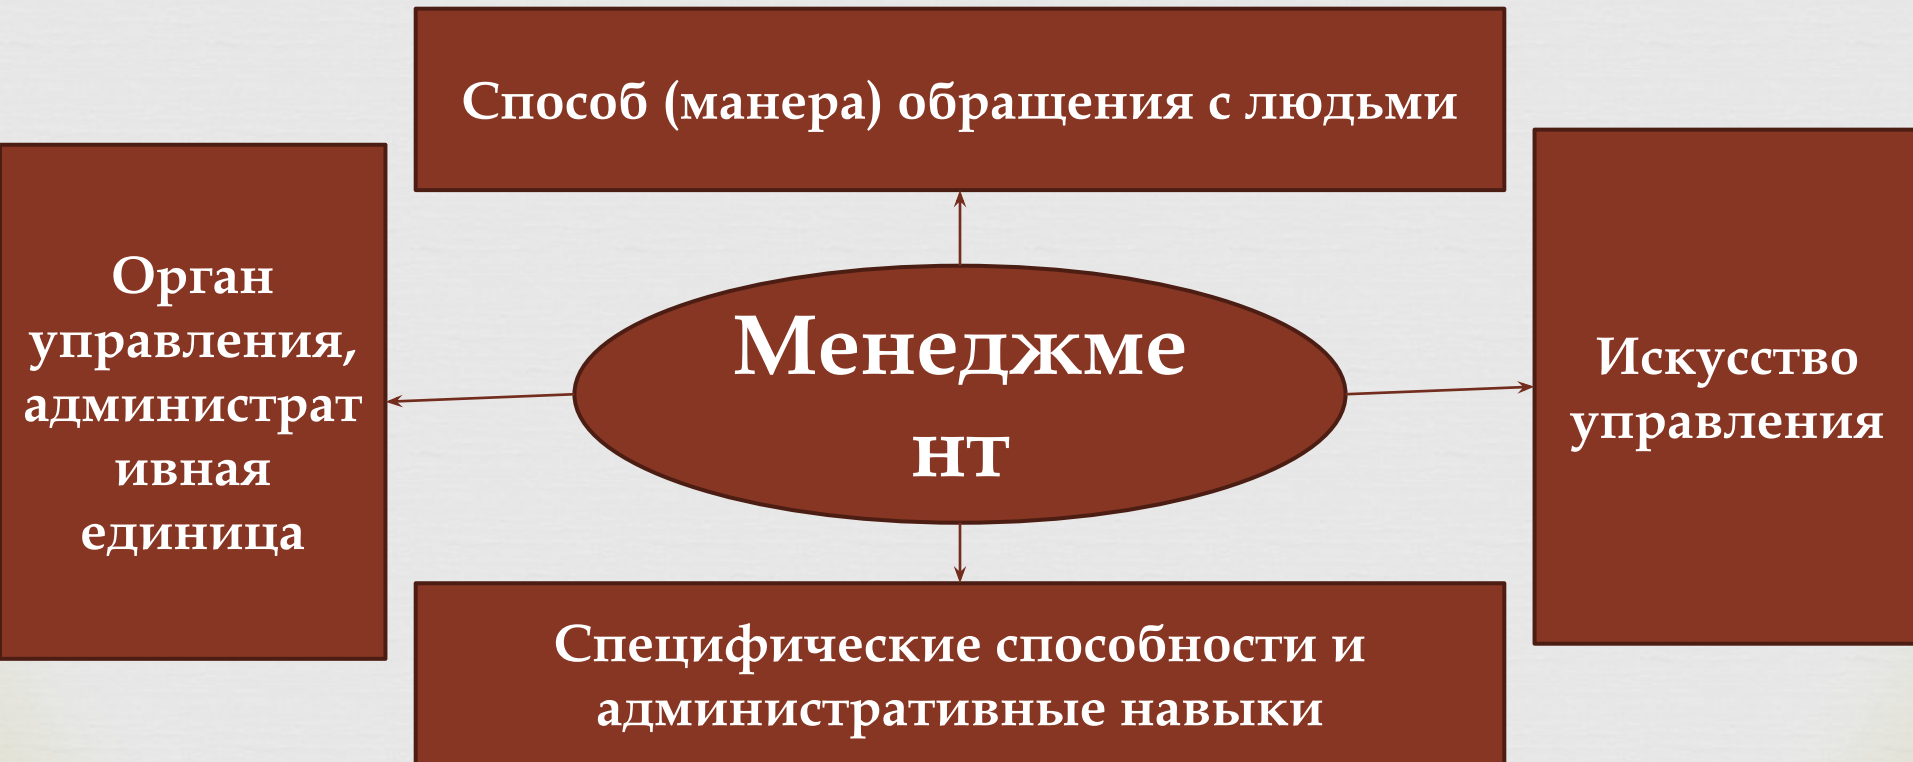 Способ (манера) обращения с людьми
Орган
управления,
администрат
ивная
единица
Менеджме
нт
Искусство
управления
Специфические способности и
административные навыки